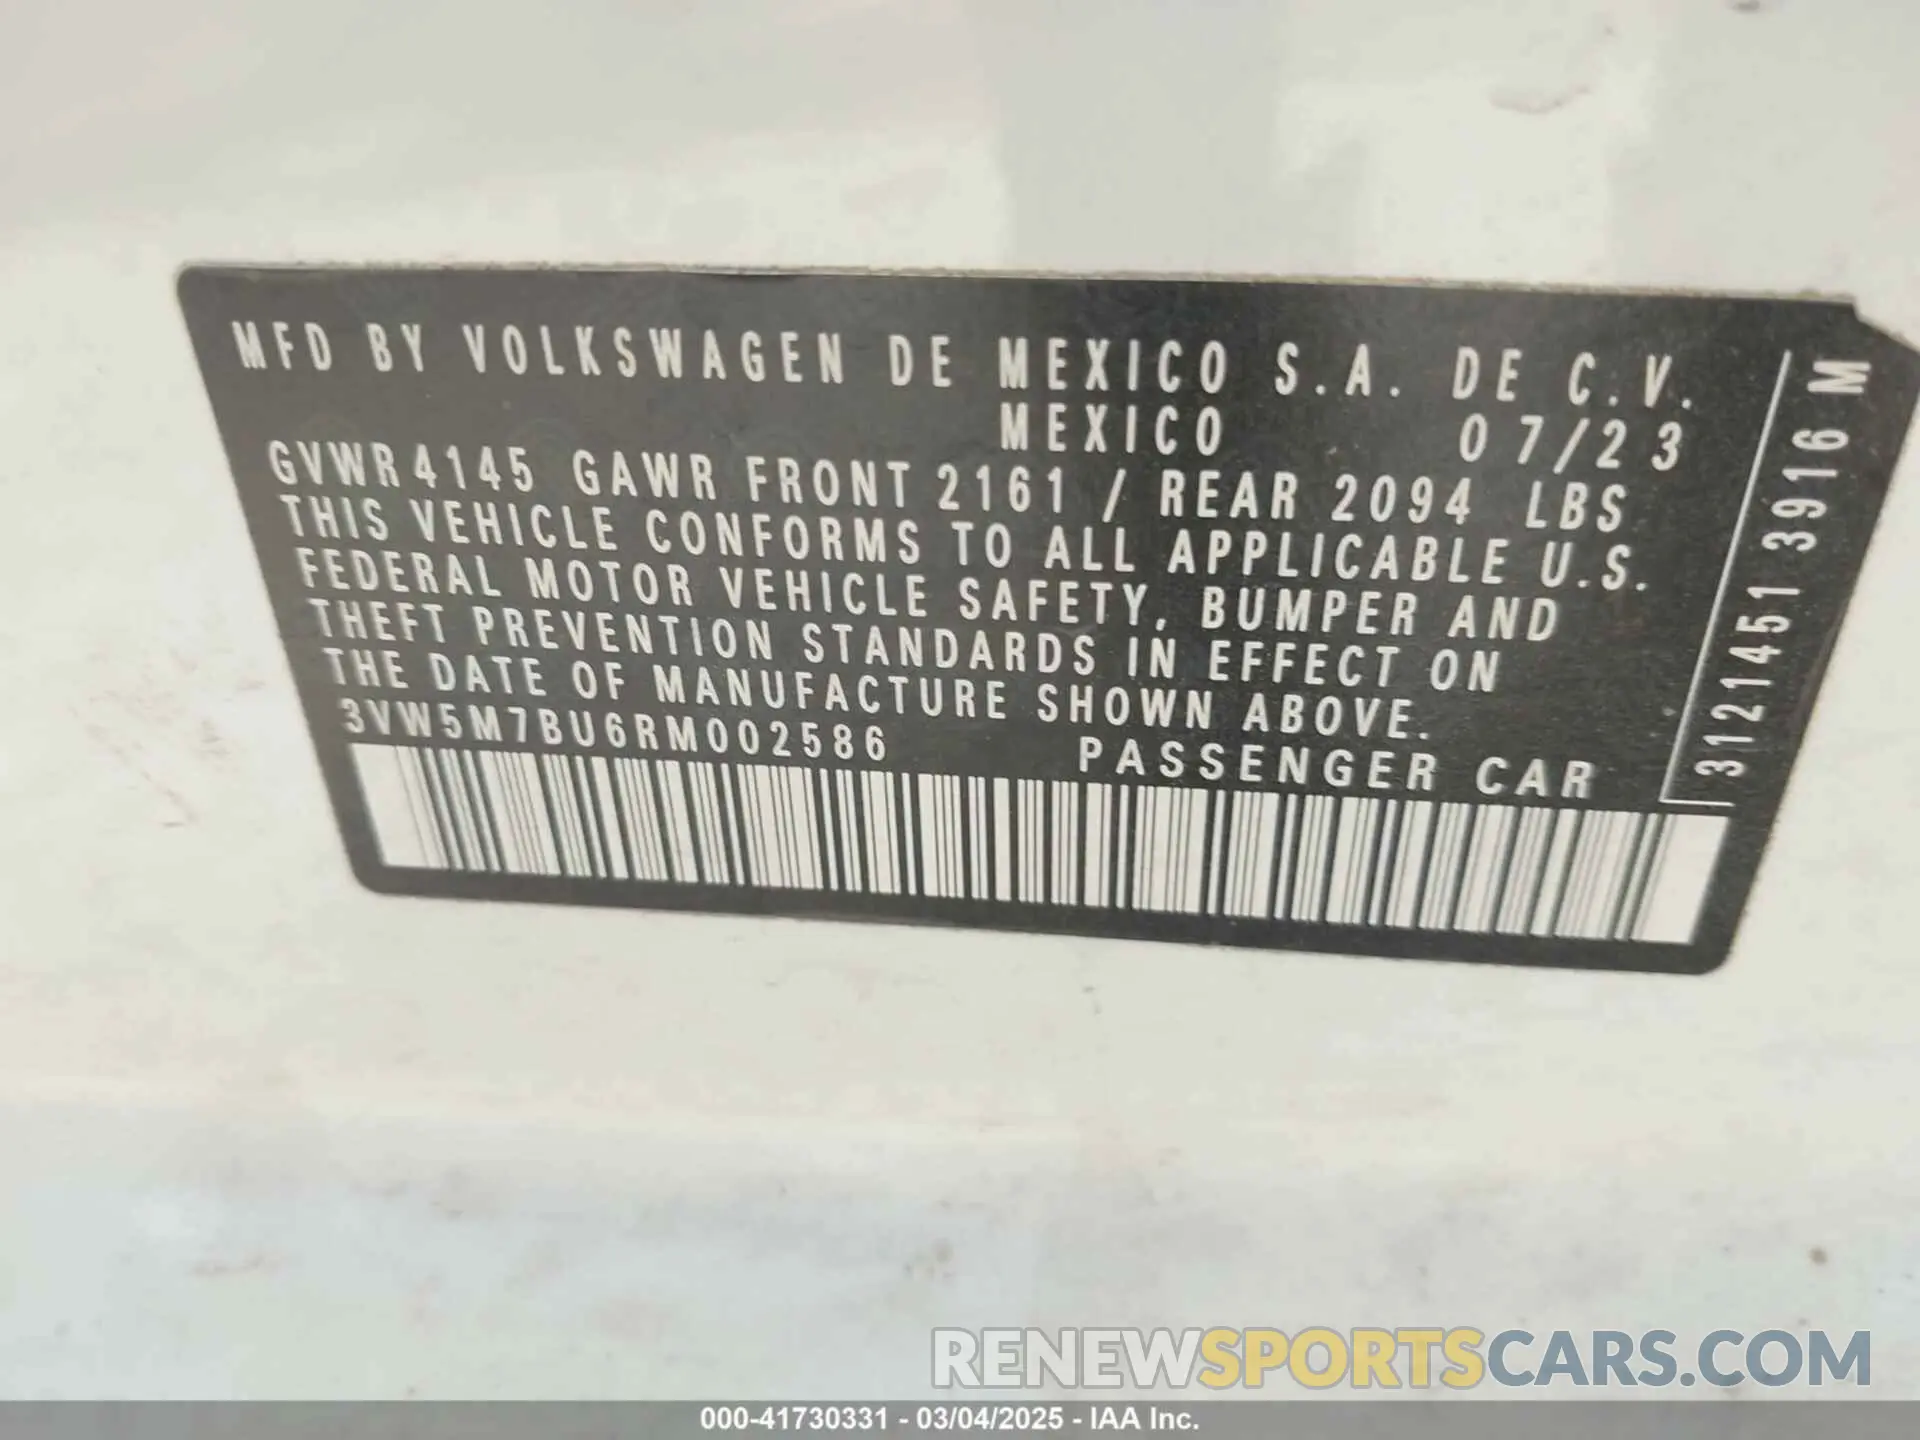 MFD BY VOLKSWAGEN DE MEXICO S.A. DE C.V.
MEXICO 07/23
GVWR 4145 GAWR FRONT 2161 / REAR 2094 LBS
THIS VEHICLE CONFORMS TO ALL APPLICABLE U.S.
FEDERAL MOTOR VEHICLE SAFETY, BUMPER AND
THEFT PREVENTION STANDARDS IN EFFECT ON
THE DATE OF MANUFACTURE SHOWN ABOVE.
3VW5M7BU6RM002586 PASSENGER CAR
3121451 3916 M
RENEWSPORTSCARS.COM
000-41730331 - 03/04/2025 - IAA Inc.